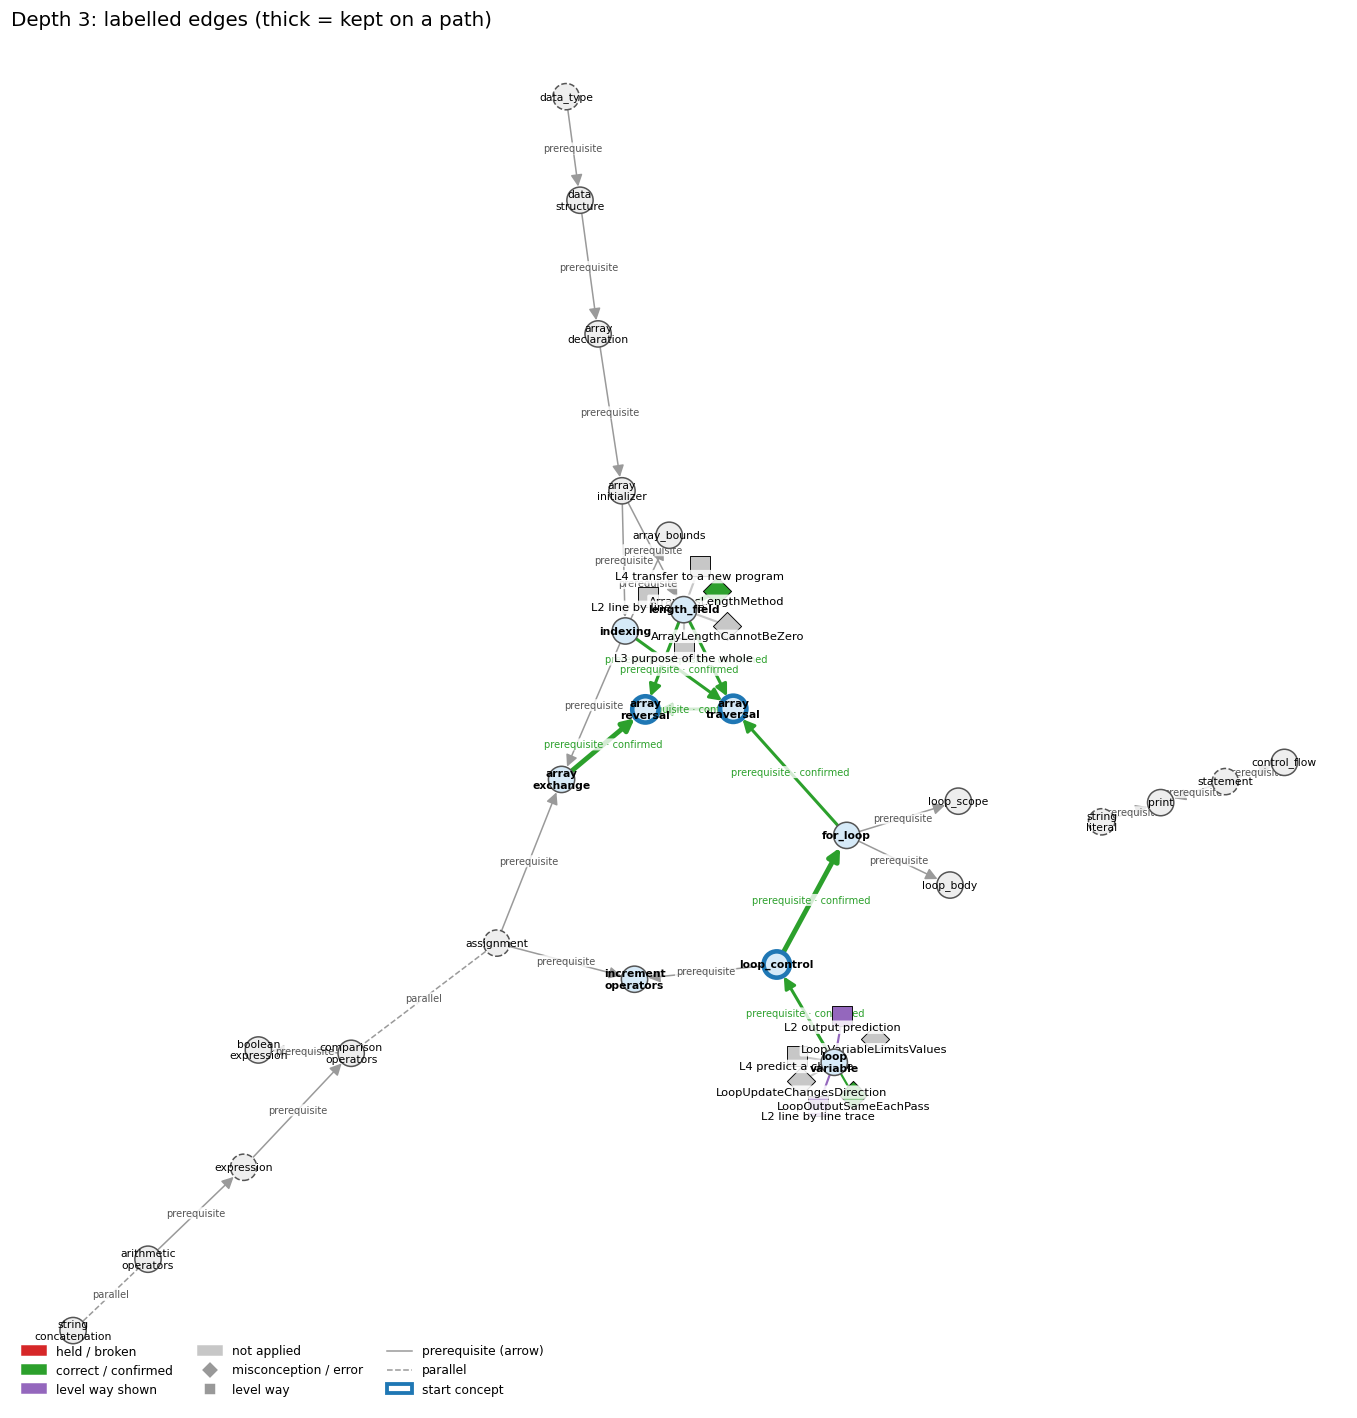 Depth 3: labelled edges (thick = kept on a path)
data_type
prerequisite
data
structure
prerequisite
array
declaration
prerequisite
array
initializer
array_bounds
prerequisite
prerequisite
L4 transfer to a new program
prerequisite
LengthMethod
L2 line by line
length_field
indexing
ArrayLengthCannotBeZero
L3 purpose of the whole
prerequisite - confirmed
prerequisite
array
reversal
array
traversal
prerequisite - confirmed
array
exchange
prerequisite - confirmed
control_flow
statement
print
string
literal
loop_scope
prerequisite
for_loop
prerequisite
loop_body
prerequisite
prerequisite - confirmed
assignment
prerequisite
increment
operators
prerequisite
loop_control
parallel
prerequisite - confirmed
L2 output prediction
boolean
expression
prerequisite
comparison
operators
LoopVariableLimitsValues
loop
variable
L4 predict a
LoopUpdateChangesDirection
LoopOutputSameEachPass
L2 line by line trace
prerequisite
expression
prerequisite
arithmetic
operators
parallel
string
concatenation
held / broken
correct / confirmed
level way shown
not applied
misconception / error
level way
prerequisite (arrow)
parallel
start concept